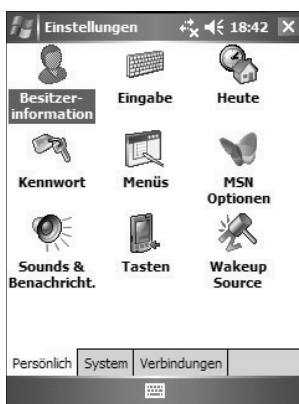 Einstellungen 18:42
Besitzer-
information
Eingabe
Heute
Kennwort
Menüs
MSN
Optionen
Sounds &
Benachricht.
Tasten
Wakeup
Source
Persönlich System Verbindungen